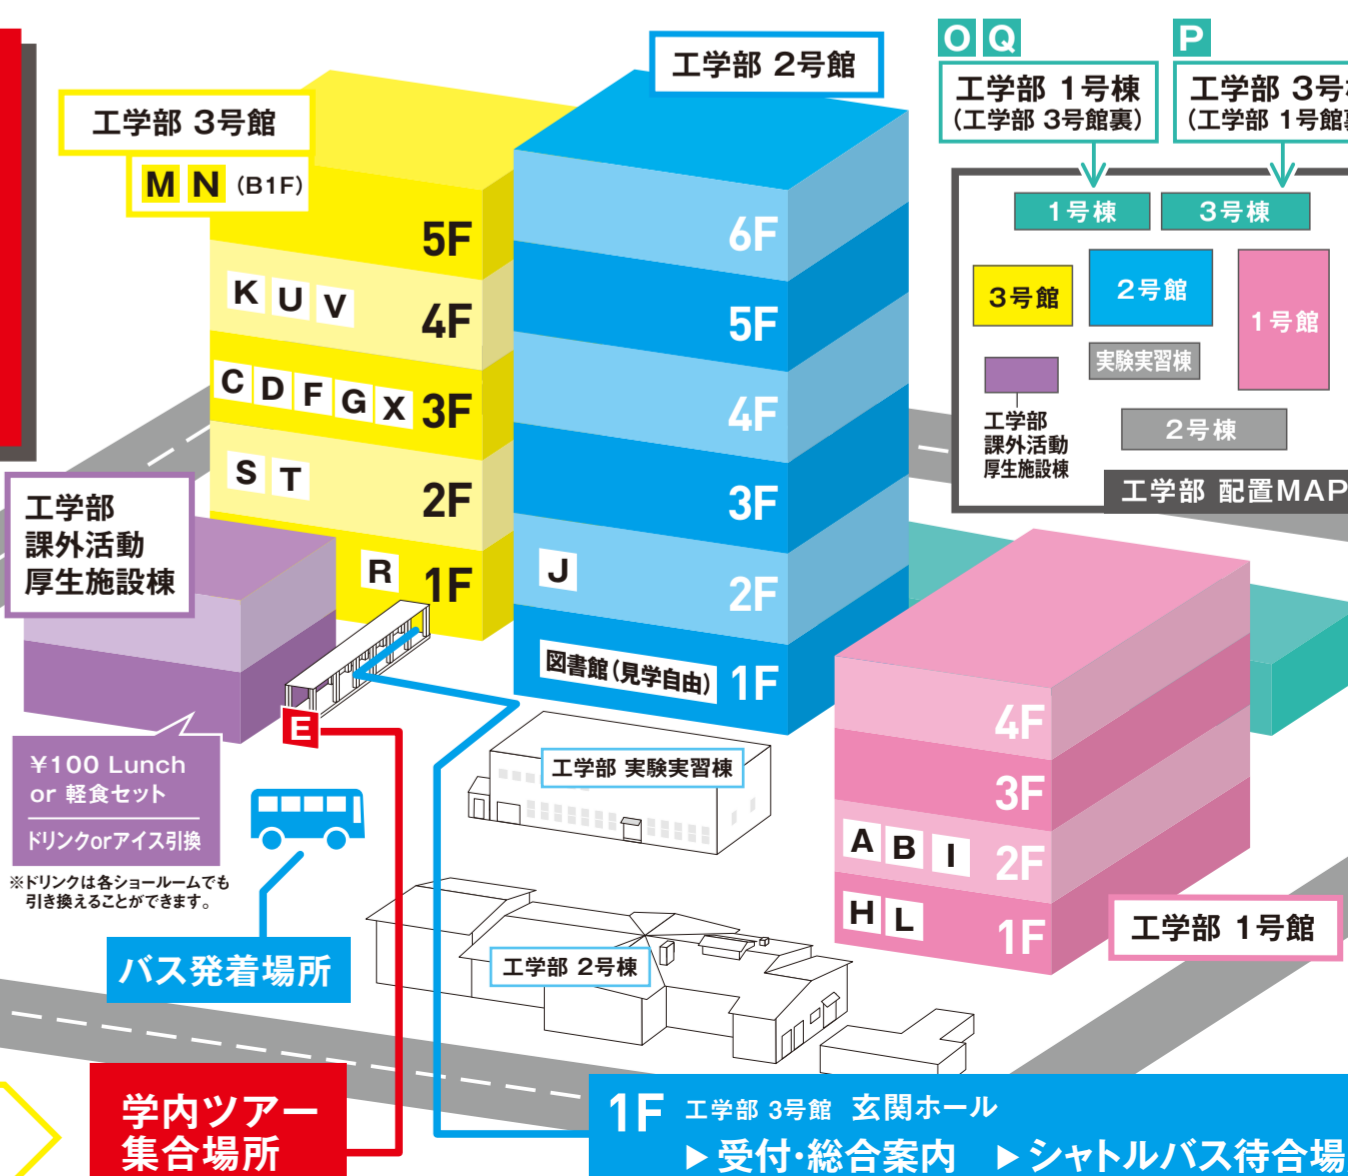 工学部 3号館
M N (B1F)
5F
K U V 4F
C D F G X 3F
S T 2F
R 1F
工学部 2号館
6F
5F
4F
3F
J 2F
図書館(見学自由) 1F
O Q
工学部 1号棟
(工学部 3号館裏)
P
工学部 3号
(工学部 1号館
1号棟
3号棟
3号館
2号館
1号館
実験実習棟
工学部
課外活動
厚生施設棟
2号棟
工学部 配置MAP
工学部
課外活動
厚生施設棟
E
¥100 Lunch
or 軽食セット
ドリンクorアイス引換
※ドリンクは各ショールームでも
引き換えることができます。
バス発着場所
工学部 実験実習棟
工学部 2号棟
4F
3F
A B I 2F
H L 1F
工学部 1号館
学内ツアー
集合場所
1F 工学部 3号館 玄関ホール
▶受付・総合案内 ▶シャトルバス待合場